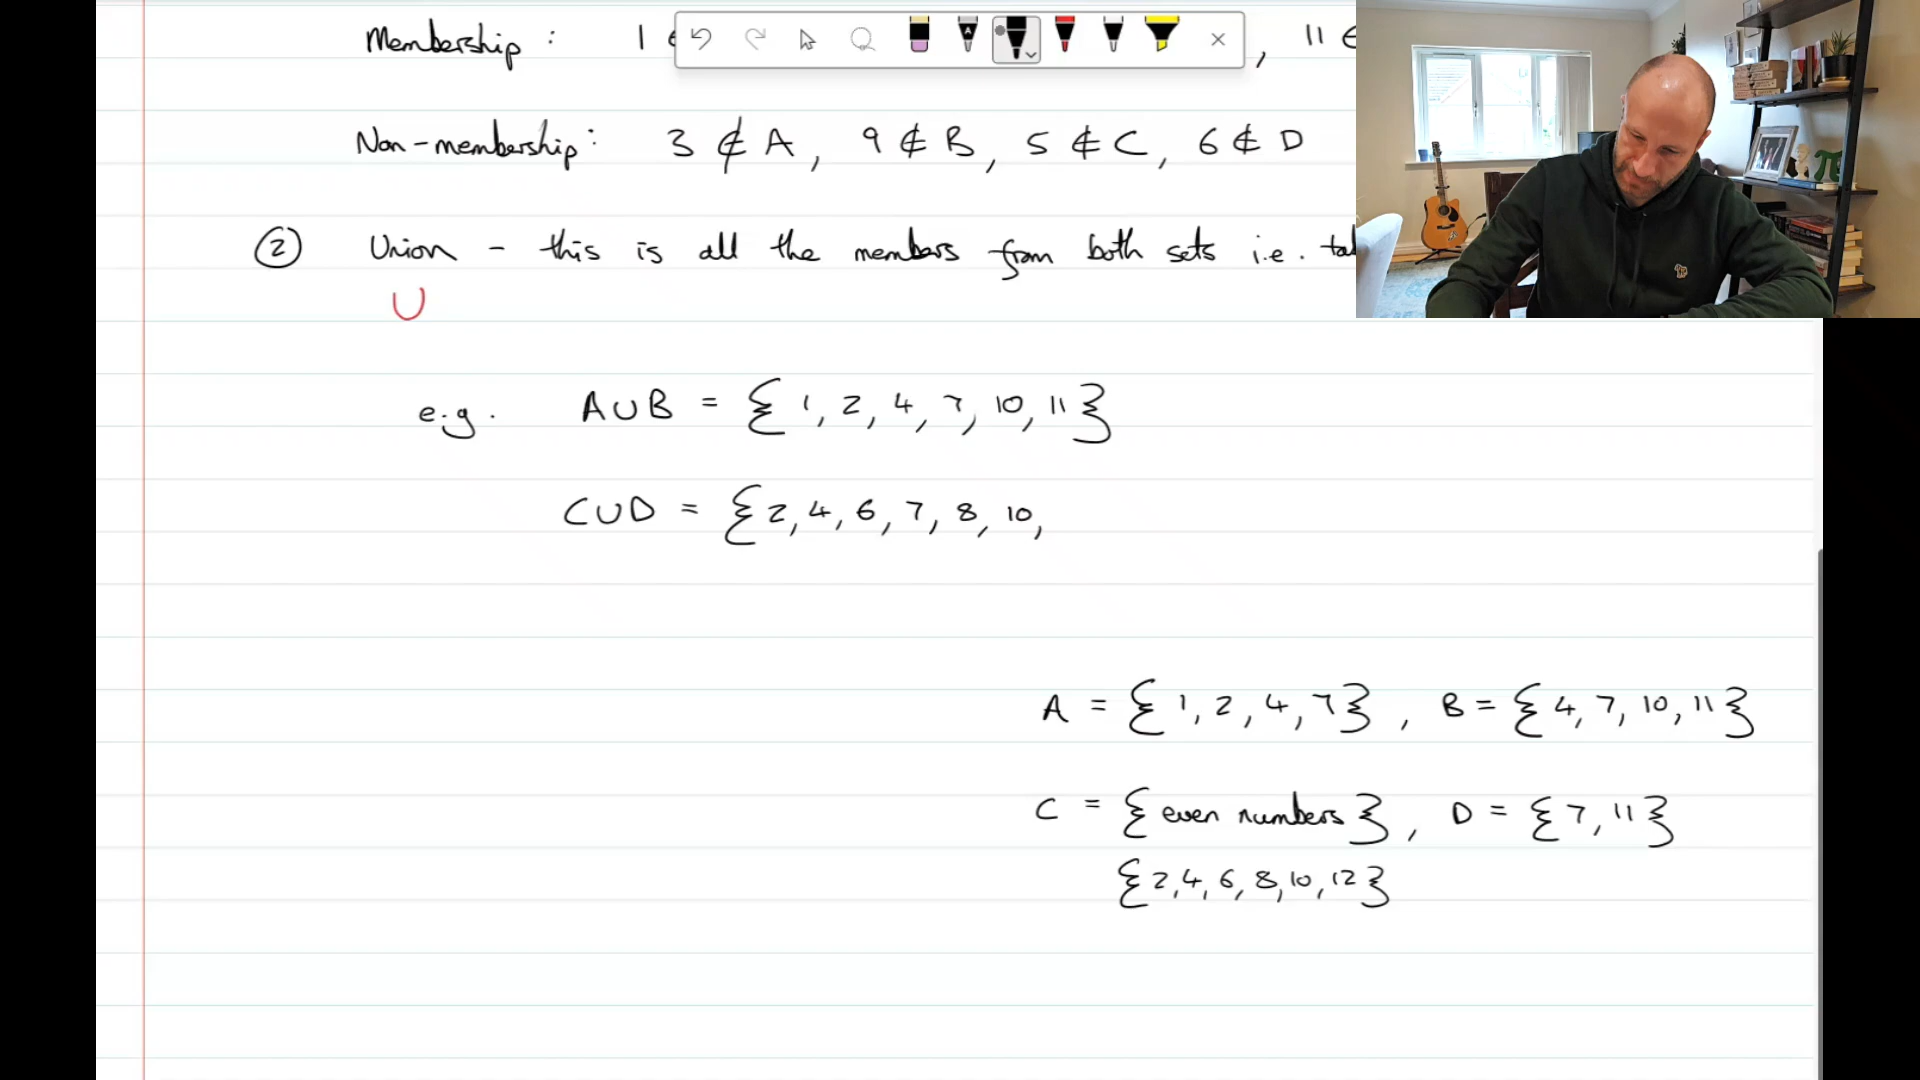 Membership : 1 , 11 ∈
Non-membership: 3 ∉ A, 9 ∉ B, 5 ∉ C, 6 ∉ D
② Union - this is all the members from both sets i.e.
∪
e.g. A∪B = {1, 2, 4, 7, 10, 11}
C∪D = {2, 4, 6, 7, 8, 10,
A = {1, 2, 4, 7}, B = {4, 7, 10, 11}
C = {even numbers}, D = {7, 11}
{2, 4, 6, 8, 10, 12}